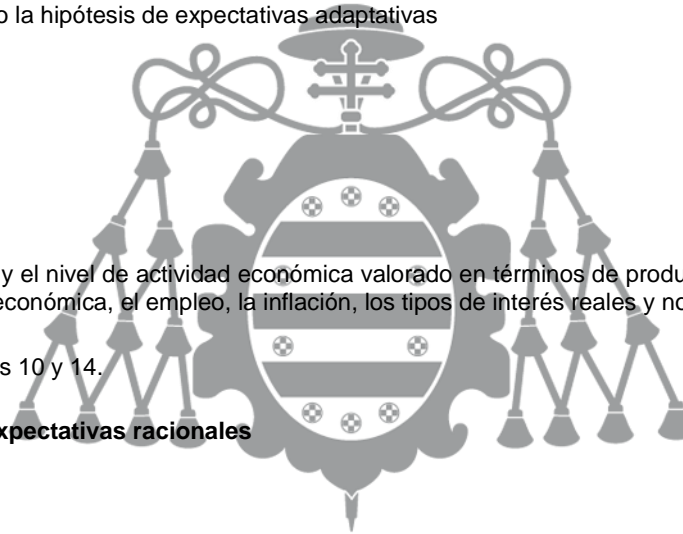 o la hipótesis de expectativas adaptativas
y el nivel de actividad económica valorado en términos de produ
económica, el empleo, la inflación, los tipos de interés reales y no
s 10 y 14.
xpectativas racionales